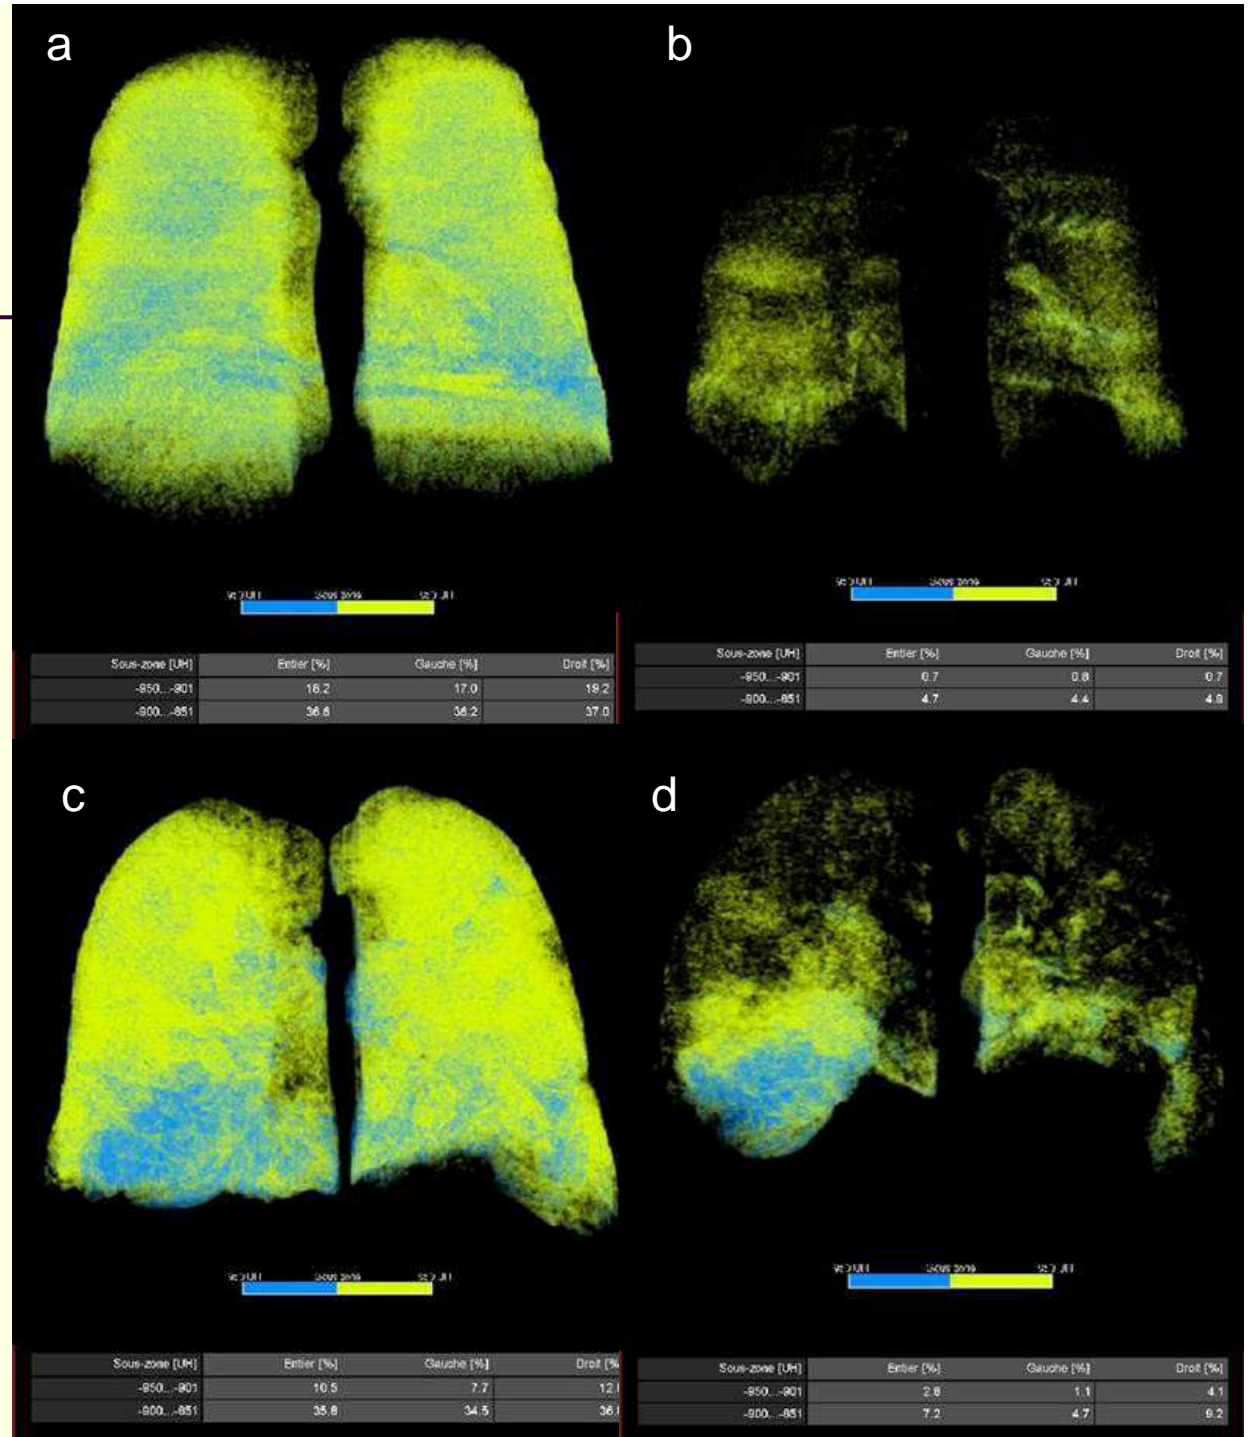 a
b
Sous-zone [UH] Entier [%] Gauche [%] Droit [%]
-950...-901 18.2 17.0 19.2
-900...-851 36.6 36.2 37.0
Sous-zone [UH] Entier [%] Gauche [%] Droit [%]
-950...-901 0.7 0.8 0.7
-900...-851 4.7 4.4 4.9
c
d
Sous-zone [UH] Entier [%] Gauche [%] Droit [%
-950...-901 10.5 7.7
-900...-851 35.8 34.5
Sous-zone [UH] Entier [%] Gauche [%] Droit [%]
-950...-901 2.8 1.1 4.1
-900...-851 7.2 4.7 9.2